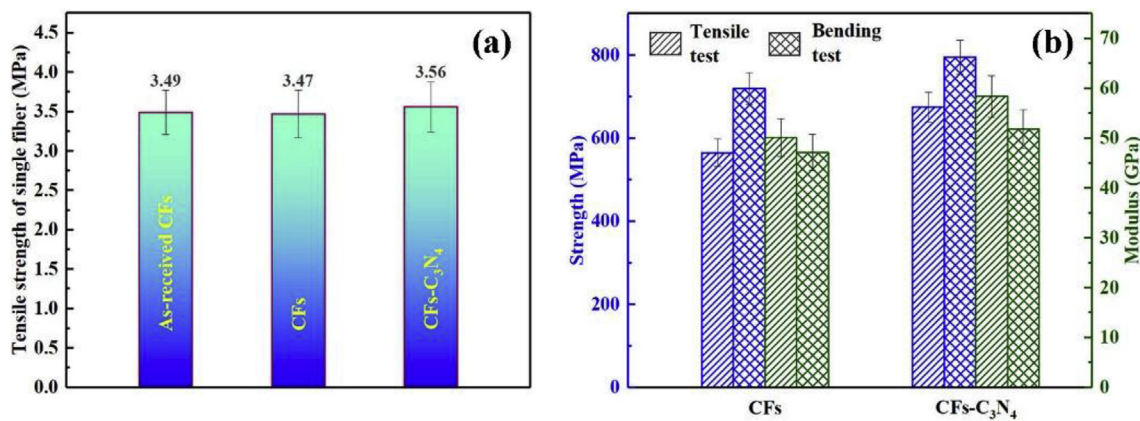 (a)
Tensile strength of single fiber (MPa)
4.5
4.0
3.5
3.0
2.5
2.0
1.5
1.0
0.5
0.0
3.49
3.47
3.56
As-received CFs
CFs
CFs-C₃N₄
(b)
Tensile
test
Bending
test
Strength (MPa)
800
600
400
200
0
Modulus (GPa)
70
60
50
40
30
20
10
0
CFs
CFs-C₃N₄